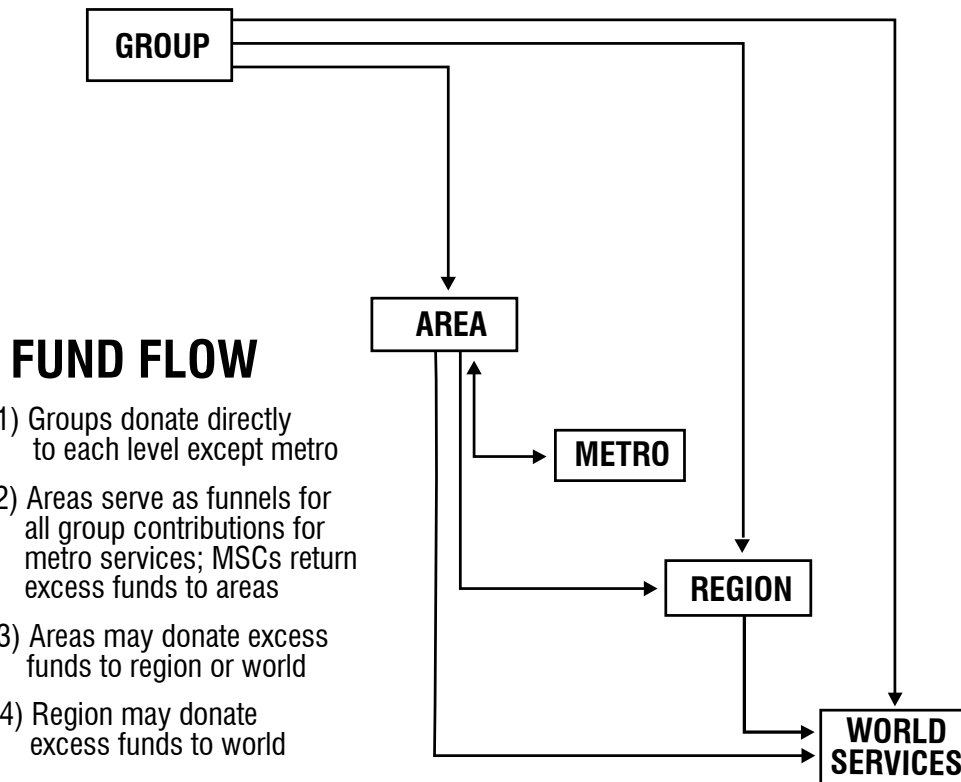 GROUP
AREA
FUND FLOW
1) Groups donate directly
to each level except metro
METRO
2) Areas serve as funnels for
all group contributions for
metro services; MSCs return
excess funds to areas
REGION
3) Areas may donate excess
funds to region or world
4) Region may donate
excess funds to world
WORLD
SERVICES